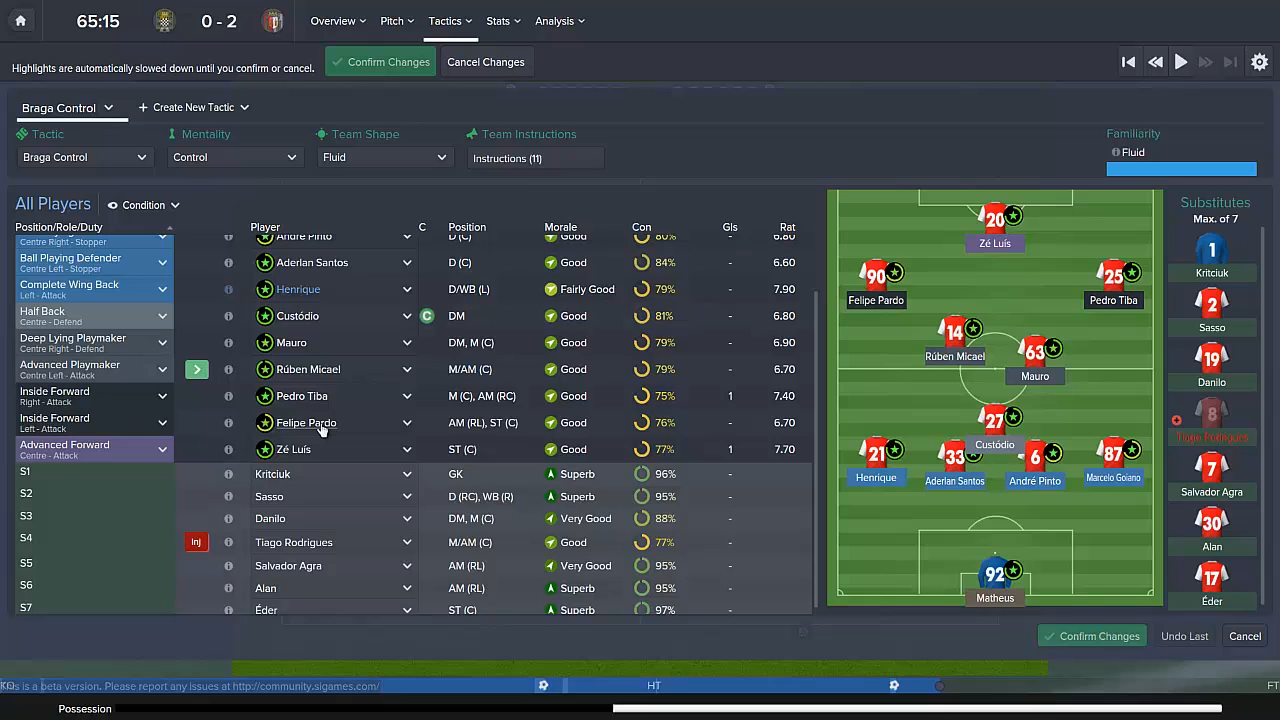 65:15
0 - 2
Overview
Pitch
Tactics
Stats
Analysis
Highlights are automatically slowed down until you confirm or cancel.
Confirm Changes
Cancel Changes
Braga Control
+ Create New Tactic
Tactic
Mentality
Team Shape
Team Instructions
Familiarity
Braga Control
Control
Fluid
Instructions (11)
Fluid
All Players
Condition
Position/Role/Duty
Player
C
Position
Morale
Con
Gls
Rat
Centre Right - Stopper
André Pinto
D (C)
Good
80%
-
6.80
Ball Playing Defender
Centre Left - Stopper
Aderlan Santos
D (C)
Good
84%
-
6.60
Complete Wing Back
Left - Attack
Henrique
D/WB (L)
Fairly Good
79%
-
7.90
Half Back
Centre - Defend
Custódio
C
DM
Good
81%
-
6.80
Deep Lying Playmaker
Centre Right - Defend
Mauro
DM, M (C)
Good
79%
-
6.90
Advanced Playmaker
Centre Left - Attack
Rúben Micael
M/AM (C)
Good
79%
-
6.70
Inside Forward
Right - Attack
Pedro Tiba
M (C), AM (RC)
Good
75%
1
7.40
Inside Forward
Left - Attack
Felipe Pardo
AM (RL), ST (C)
Good
76%
-
6.70
Advanced Forward
Centre - Attack
Zé Luís
ST (C)
Good
77%
1
7.70
S1
Kritciuk
GK
Superb
96%
-
S2
Sasso
D (RC), WB (R)
Superb
95%
-
S3
Danilo
DM, M (C)
Very Good
88%
-
S4
Inj
Tiago Rodrigues
M/AM (C)
Good
77%
-
S5
Salvador Agra
AM (RL)
Very Good
95%
-
S6
Alan
AM (RL)
Superb
95%
-
S7
Éder
ST (C)
Superb
97%
-
20
Zé Luís
90
Felipe Pardo
25
Pedro Tiba
14
Rúben Micael
63
Mauro
27
Custódio
21
Henrique
33
Aderlan Santos
6
André Pinto
87
Marcelo Goiano
92
Matheus
Substitutes
Max. of 7
1
Kritciuk
2
Sasso
19
Danilo
8
Tiago Rodrigues
7
Salvador Agra
30
Alan
17
Éder
Confirm Changes
Undo Last
Cancel
is is a beta version. Please report any issues at http://community.sigames.com/
HT
FT
Possession